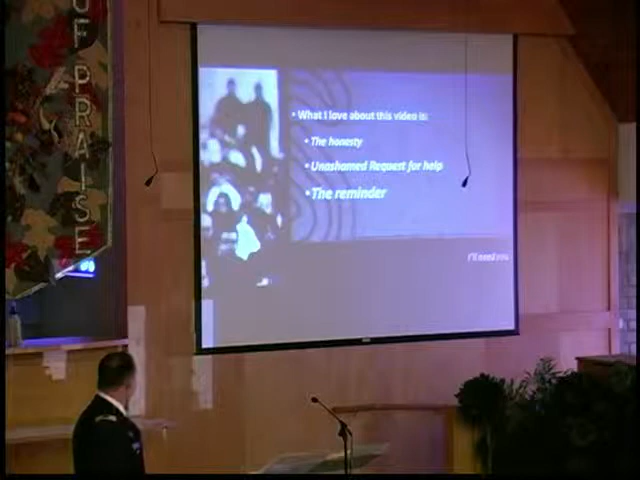 OF PRAISE
• What I love about this video is:
• The honesty
• Unashamed Request for help
• The reminder
I'll need you